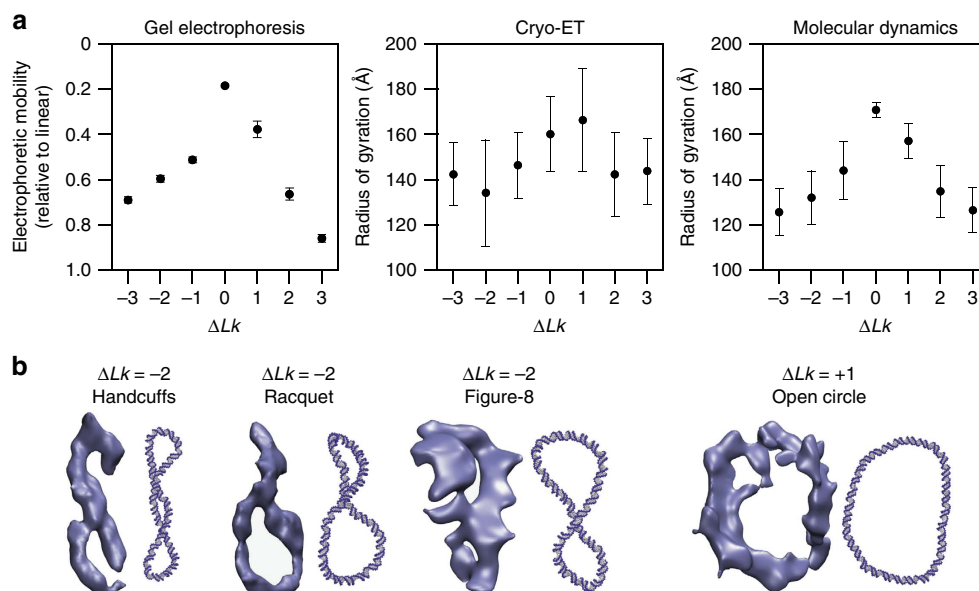 a
Gel electrophoresis
Electrophoretic mobility
(relative to linear)
0
0.2
0.4
0.6
0.8
1.0
–3 –2 –1 0 1 2 3
ΔLk
Cryo-ET
Radius of gyration (Å)
200
180
160
140
120
100
–3 –2 –1 0 1 2 3
ΔLk
Molecular dynamics
Radius of gyration (Å)
200
180
160
140
120
100
–3 –2 –1 0 1 2 3
ΔLk
b
ΔLk = –2
Handcuffs
ΔLk = –2
Racquet
ΔLk = –2
Figure-8
ΔLk = +1
Open circle